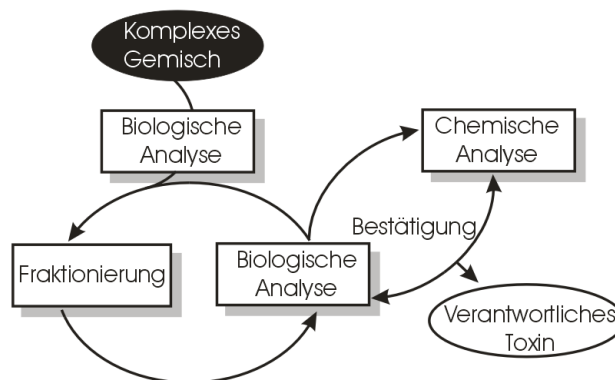 Komplexes
Gemisch
Biologische
Analyse
Chemische
Analyse
Bestätigung
Fraktionierung
Biologische
Analyse
Verantwortliches
Toxin